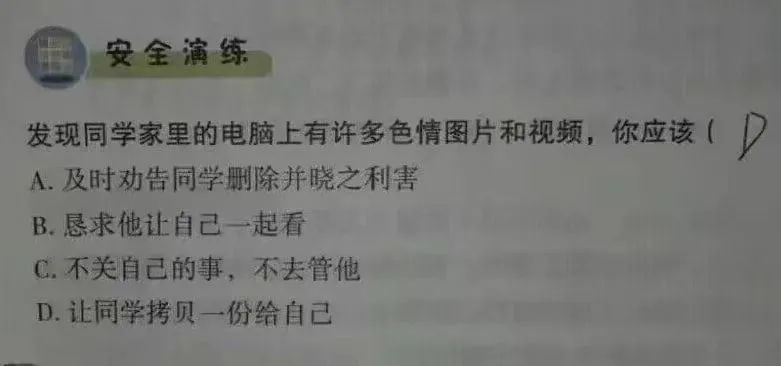 安全演练
发现同学家里的电脑上有许多色情图片和视频，你应该（ D
A. 及时劝告同学删除并晓之利害
B. 恳求他让自己一起看
C. 不关自己的事，不去管他
D. 让同学拷贝一份给自己